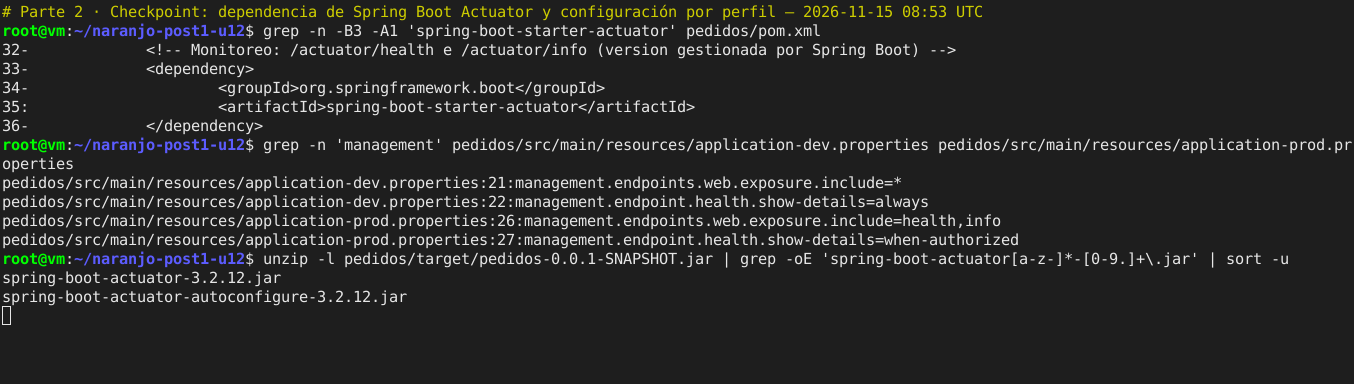 # Parte 2 · Checkpoint: dependencia de Spring Boot Actuator y configuración por perfil — 2026-11-15 08:53 UTC
root@vm:~/naranjo-post1-u12$ grep -n -B3 -A1 'spring-boot-starter-actuator' pedidos/pom.xml
32-		<!-- Monitoreo: /actuator/health e /actuator/info (version gestionada por Spring Boot) -->
33-		<dependency>
34-			<groupId>org.springframework.boot</groupId>
35:			<artifactId>spring-boot-starter-actuator</artifactId>
36-		</dependency>
root@vm:~/naranjo-post1-u12$ grep -n 'management' pedidos/src/main/resources/application-dev.properties pedidos/src/main/resources/application-prod.pr
operties
pedidos/src/main/resources/application-dev.properties:21:management.endpoints.web.exposure.include=*
pedidos/src/main/resources/application-dev.properties:22:management.endpoint.health.show-details=always
pedidos/src/main/resources/application-prod.properties:26:management.endpoints.web.exposure.include=health,info
pedidos/src/main/resources/application-prod.properties:27:management.endpoint.health.show-details=when-authorized
root@vm:~/naranjo-post1-u12$ unzip -l pedidos/target/pedidos-0.0.1-SNAPSHOT.jar | grep -oE 'spring-boot-actuator[a-z-]*-[0-9.]+\.jar' | sort -u
spring-boot-actuator-3.2.12.jar
spring-boot-actuator-autoconfigure-3.2.12.jar